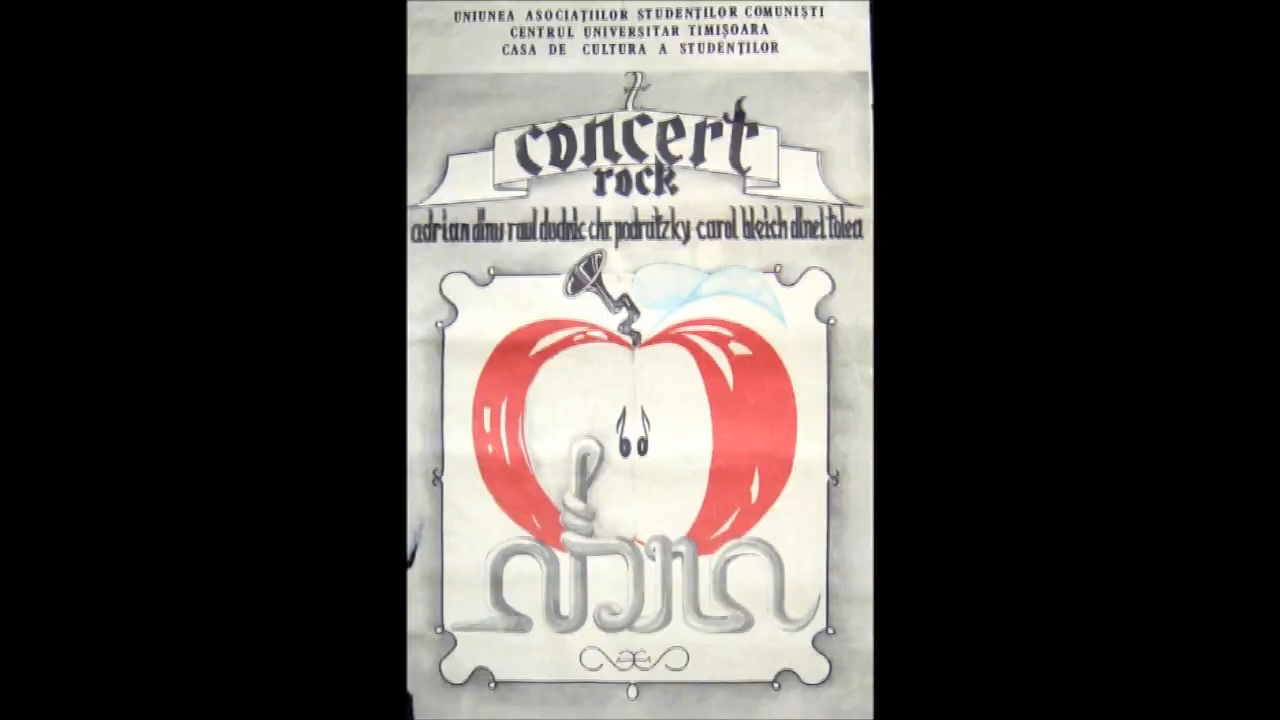 UNIUNEA ASOCIAȚIILOR STUDENȚILOR COMUNIȘTI
CENTRUL UNIVERSITAR TIMIȘOARA
CASA DE CULTURA A STUDENȚILOR
concert
rock
adrian dinu raul dudnic chr podratzky carol bleich dinel tolea